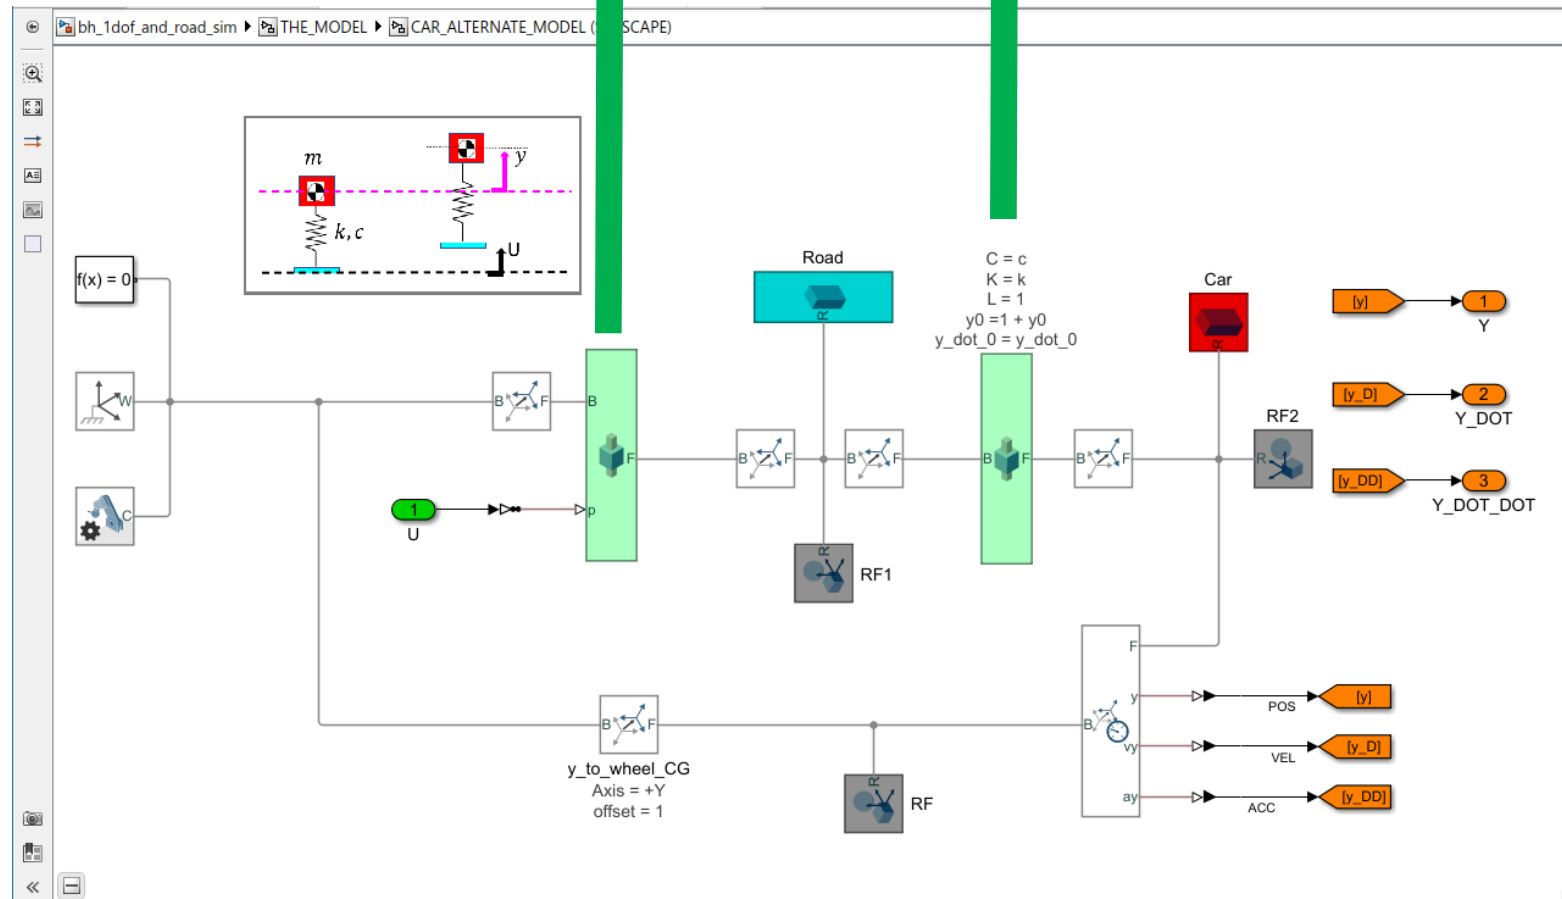 bh_1dof_and_road_sim ▶ THE_MODEL ▶ CAR_ALTERNATE_MODEL (S SCAPE)
m
y
k, c
U
f(x) = 0
W
C
B F
B
F
p
1
U
Road
R
B F
B F
R
RF1
C = c
K = k
L = 1
y0 =1 + y0
y_dot_0 = y_dot_0
B F
B F
Car
R
RF2
R
[y]
1
Y
[y_D]
2
Y_DOT
[y_DD]
3
Y_DOT_DOT
B F
y_to_wheel_CG
Axis = +Y
offset = 1
R
RF
F
B
y
vy
ay
POS
[y]
VEL
[y_D]
ACC
[y_DD]